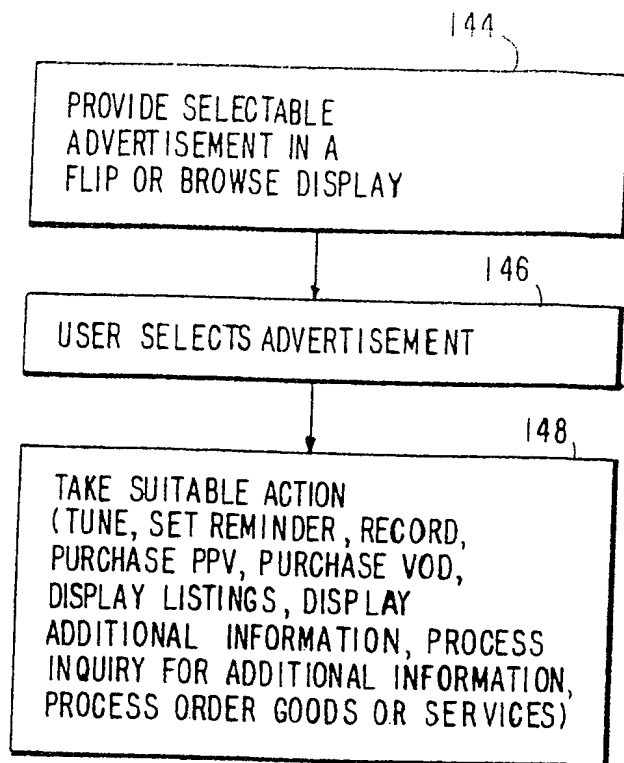 144
PROVIDE SELECTABLE
ADVERTISEMENT IN A
FLIP OR BROWSE DISPLAY
146
USER SELECTS ADVERTISEMENT
148
TAKE SUITABLE ACTION
(TUNE, SET REMINDER, RECORD,
PURCHASE PPV, PURCHASE VOD,
DISPLAY LISTINGS, DISPLAY
ADDITIONAL INFORMATION, PROCESS
INQUIRY FOR ADDITIONAL INFORMATION,
PROCESS ORDER GOODS OR SERVICES)